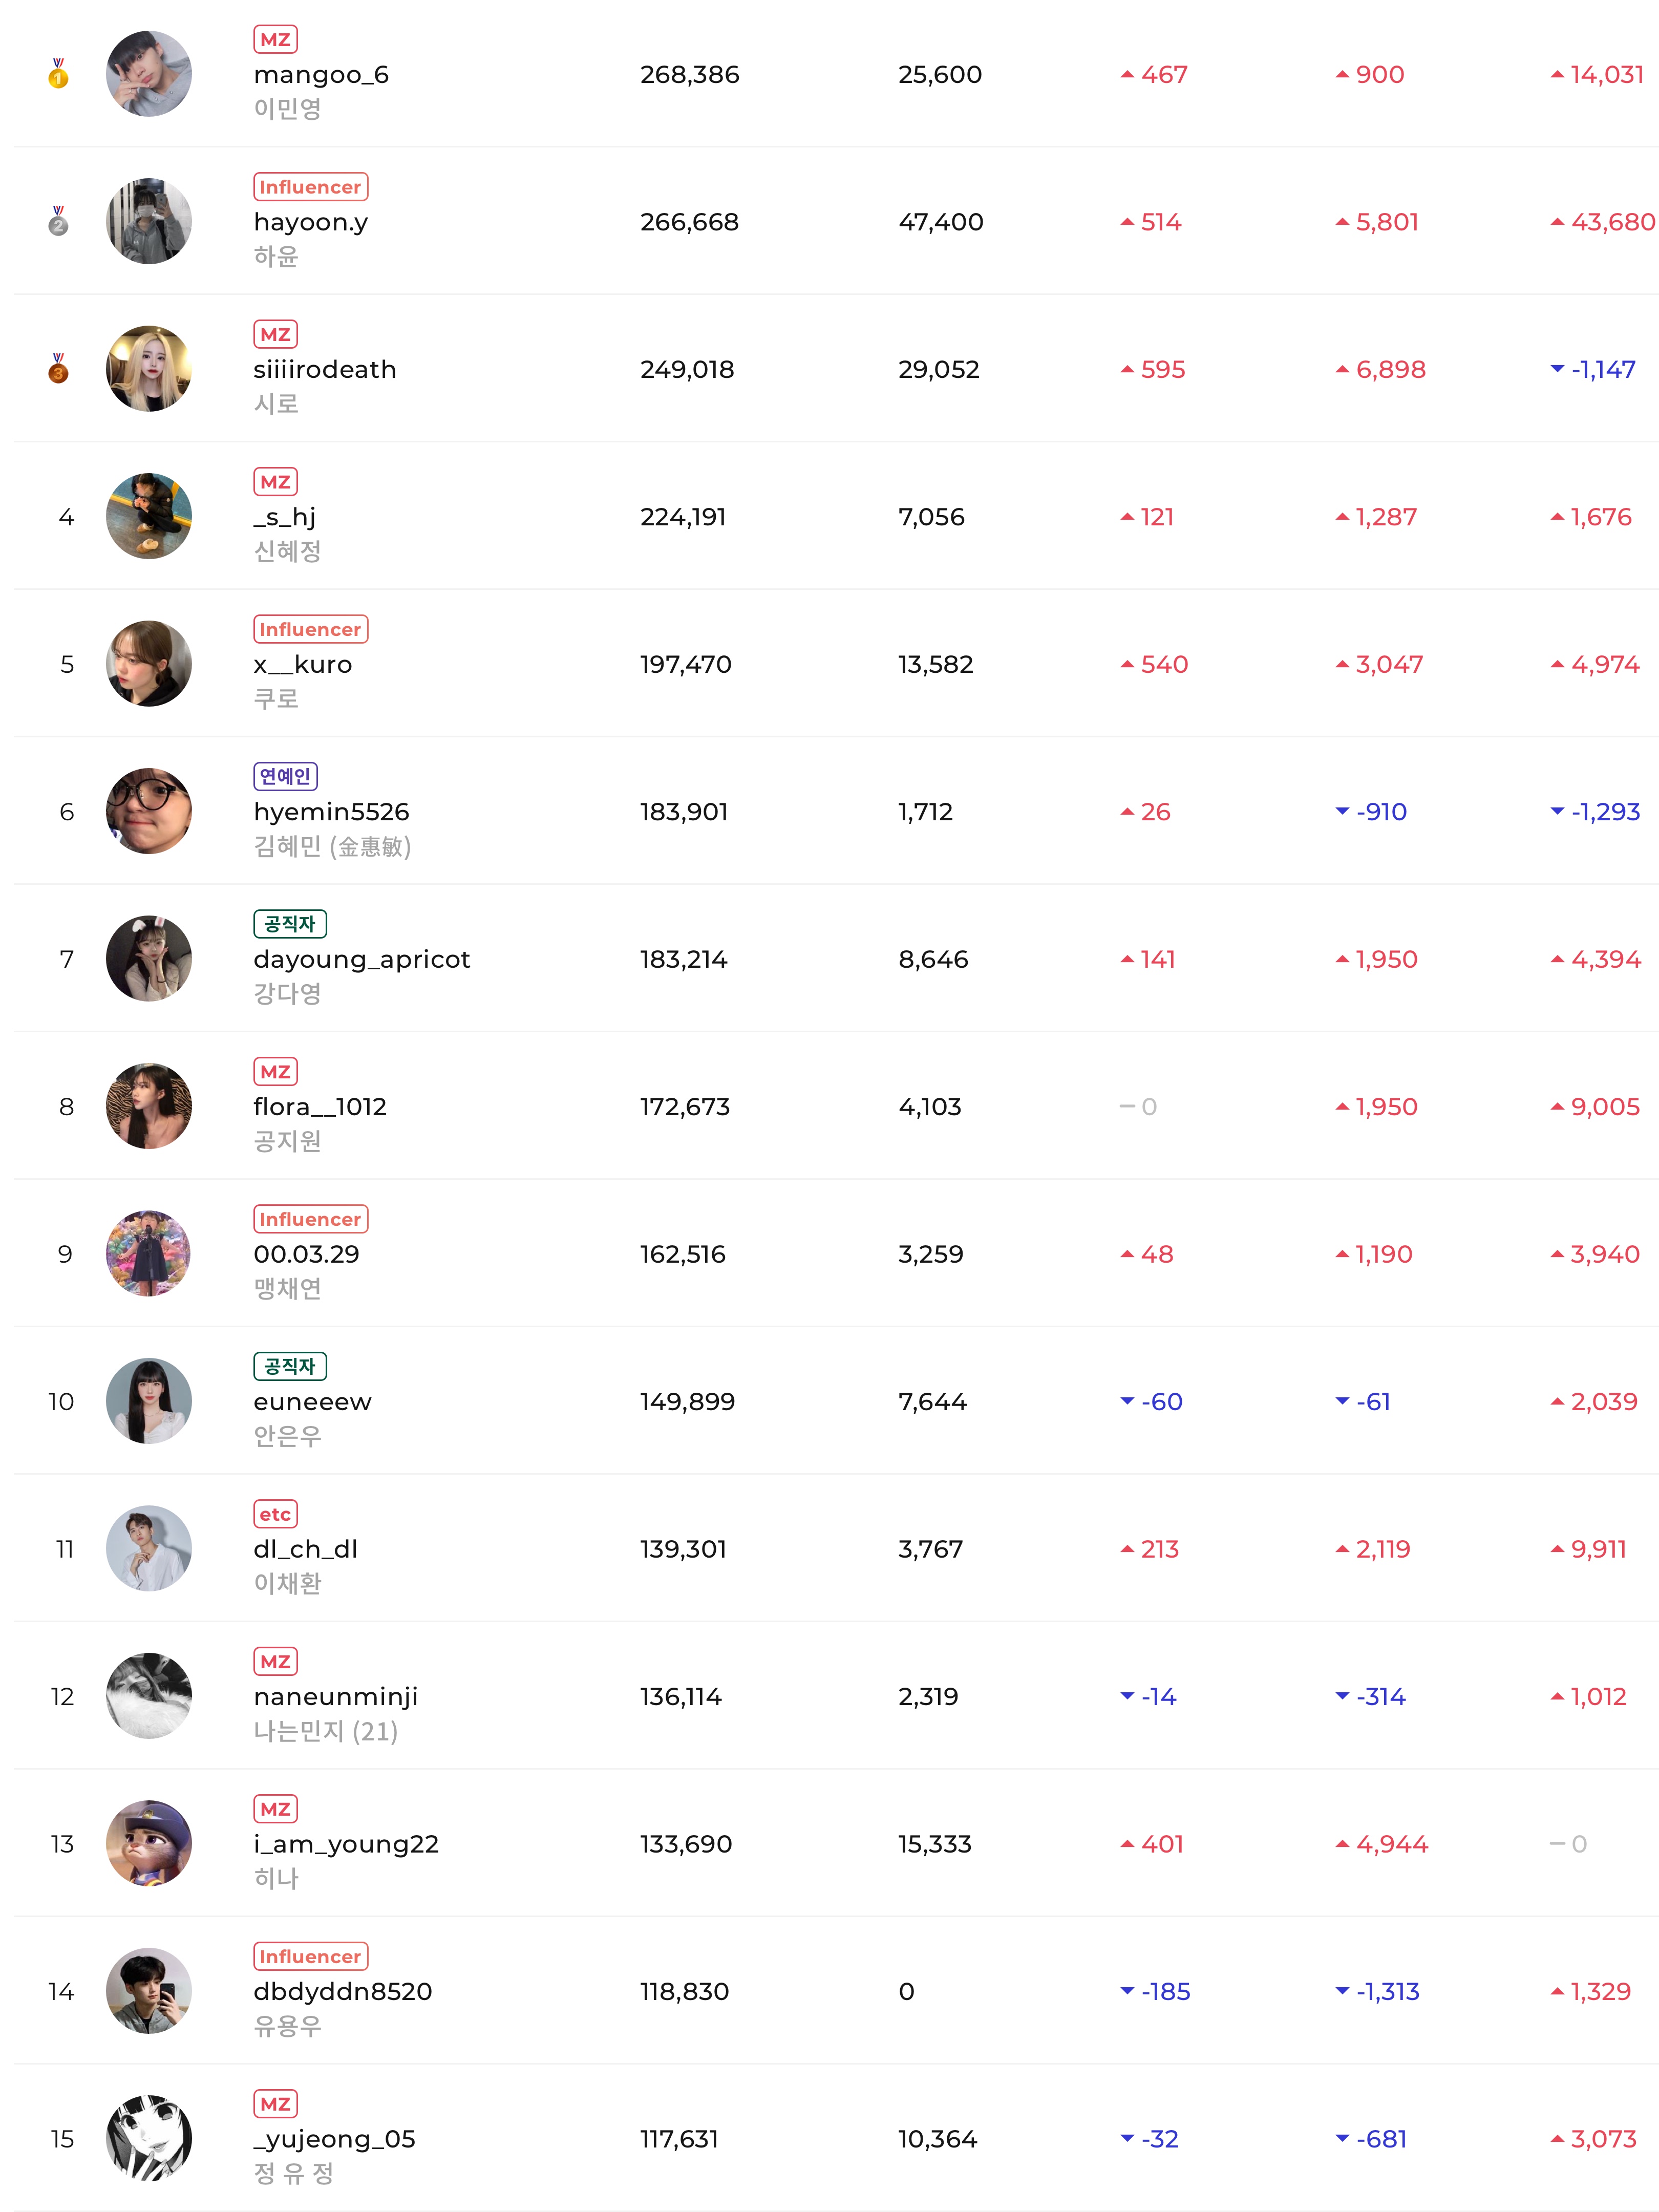 MZ
1 mangoo_6 268,386 25,600 467 900 14,031
이민영
Influencer
2 hayoon.y 266,668 47,400 514 5,801 43,680
하윤
MZ
3 siiiirodeath 249,018 29,052 595 6,898 -1,147
시로
MZ
4 _s_hj 224,191 7,056 121 1,287 1,676
신혜정
Influencer
5 x__kuro 197,470 13,582 540 3,047 4,974
쿠로
연예인
6 hyemin5526 183,901 1,712 26 -910 -1,293
김혜민 (金惠敏)
공직자
7 dayoung_apricot 183,214 8,646 141 1,950 4,394
강다영
MZ
8 flora__1012 172,673 4,103 0 1,950 9,005
공지원
Influencer
9 00.03.29 162,516 3,259 48 1,190 3,940
맹채연
공직자
10 euneeew 149,899 7,644 -60 -61 2,039
안은우
etc
11 dl_ch_dl 139,301 3,767 213 2,119 9,911
이채환
MZ
12 naneunminji 136,114 2,319 -14 -314 1,012
나는민지 (21)
MZ
13 i_am_young22 133,690 15,333 401 4,944 0
히나
Influencer
14 dbdyddn8520 118,830 0 -185 -1,313 1,329
유용우
MZ
15 _yujeong_05 117,631 10,364 -32 -681 3,073
정 유 정